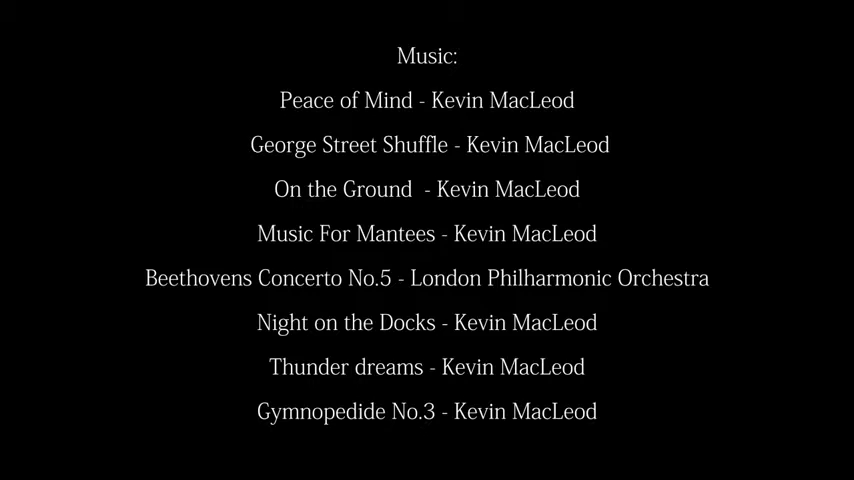 Music:
Peace of Mind - Kevin MacLeod
George Street Shuffle - Kevin MacLeod
On the Ground  - Kevin MacLeod
Music For Mantees - Kevin MacLeod
Beethovens Concerto No.5 - London Philharmonic Orchestra
Night on the Docks - Kevin MacLeod
Thunder dreams - Kevin MacLeod
Gymnopedide No.3 - Kevin MacLeod